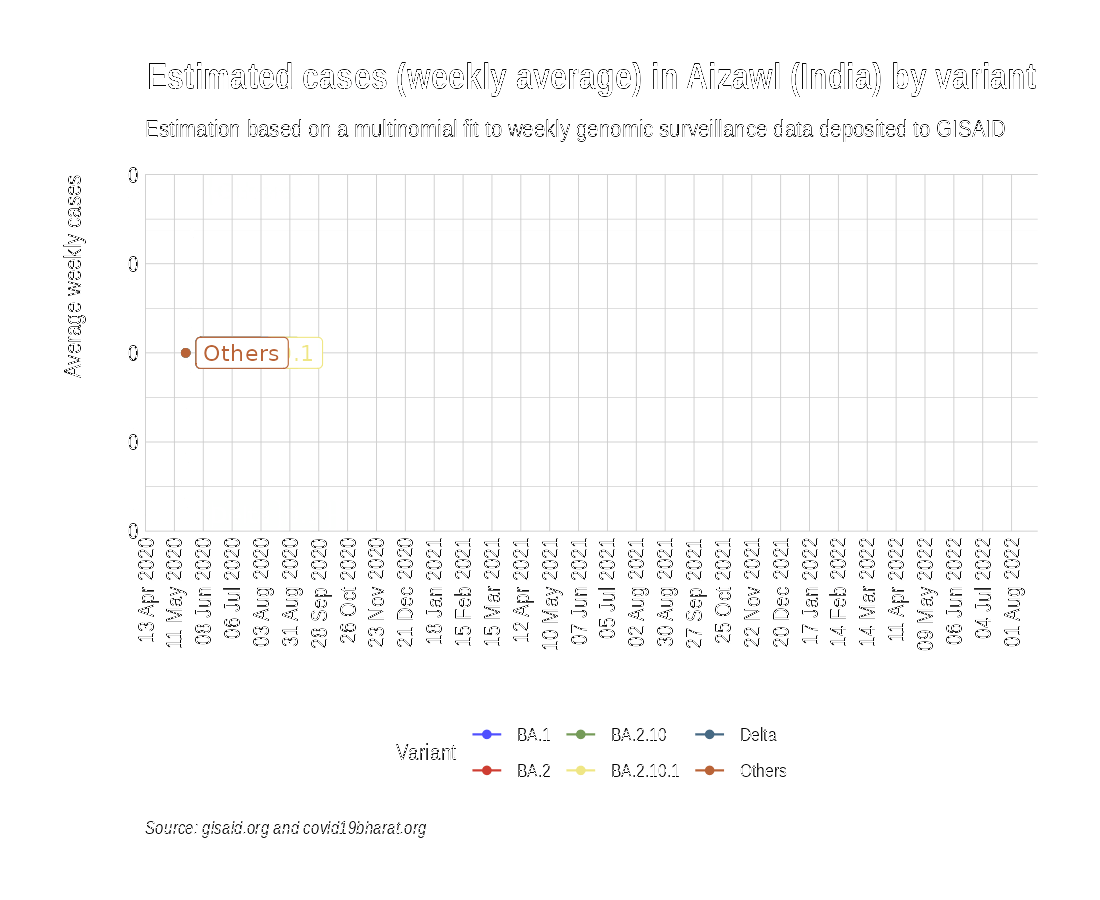 Estimated cases (weekly average) in Aizawl (India) by variant
Estimation based on a multinomial fit to weekly genomic surveillance data deposited to GISAID
Average weekly cases
0
0
0
0
0
Others
.1
13 Apr 2020
11 May 2020
08 Jun 2020
06 Jul 2020
03 Aug 2020
31 Aug 2020
28 Sep 2020
26 Oct 2020
23 Nov 2020
21 Dec 2020
18 Jan 2021
15 Feb 2021
15 Mar 2021
12 Apr 2021
10 May 2021
07 Jun 2021
05 Jul 2021
02 Aug 2021
30 Aug 2021
27 Sep 2021
25 Oct 2021
22 Nov 2021
20 Dec 2021
17 Jan 2022
14 Feb 2022
14 Mar 2022
11 Apr 2022
09 May 2022
06 Jun 2022
04 Jul 2022
01 Aug 2022
Variant
BA.1
BA.2.10
Delta
BA.2
BA.2.10.1
Others
Source: gisaid.org and covid19bharat.org